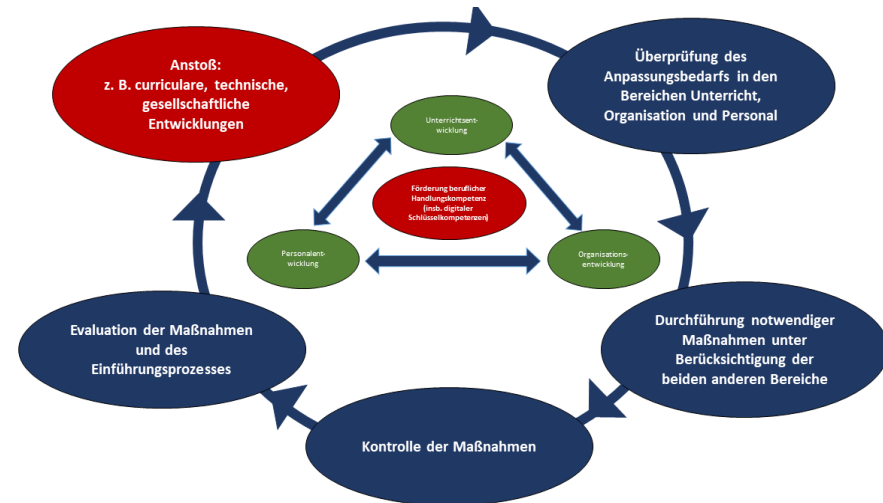 Anstoß:
z. B. curriculare, technische,
gesellschaftliche
Entwicklungen
Überprüfung des
Anpassungsbedarfs in den
Bereichen Unterricht,
Organisation und Personal
Unterrichtsent-
wicklung
Förderung beruflicher
Handlungskompetenz
(insb. digitaler
Schlüsselkompetenzen)
Personalent-
wicklung
Organisations-
entwicklung
Durchführung notwendiger
Maßnahmen unter
Berücksichtigung der
beiden anderen Bereiche
Evaluation der Maßnahmen
und des
Einführungsprozesses
Kontrolle der Maßnahmen